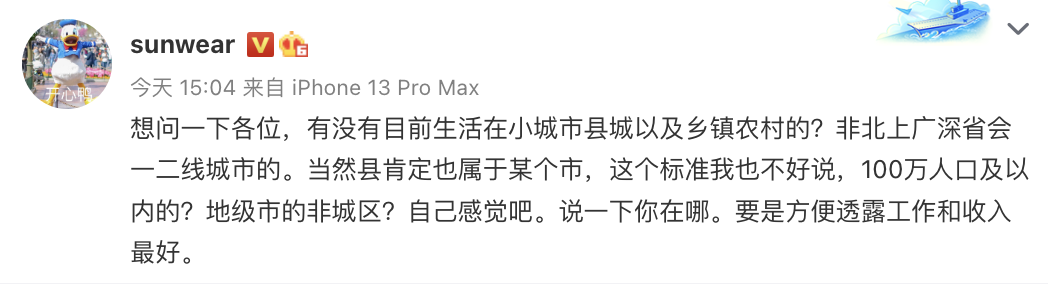 sunwear V 6
今天 15:04 来自 iPhone 13 Pro Max
想问一下各位，有没有目前生活在小城市县城以及乡镇农村的？非北上广深省会
一二线城市的。当然县肯定也属于某个市，这个标准我也不好说，100万人口及以
内的？地级市的非城区？自己感觉吧。说一下你在哪。要是方便透露工作和收入
最好。
开心鸭